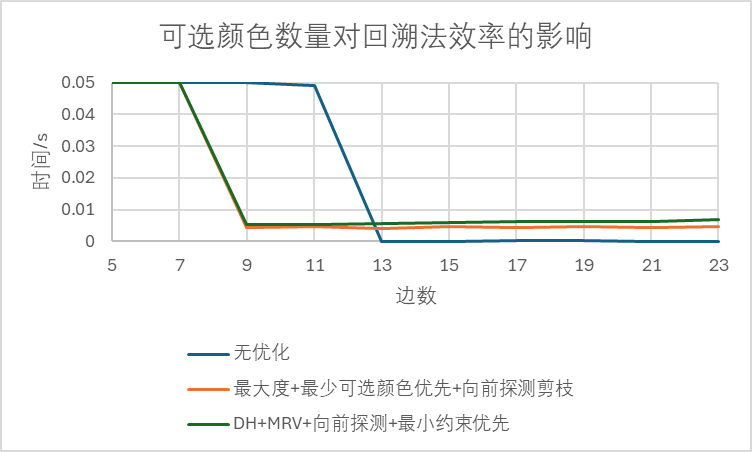 可选颜色数量对回溯法效率的影响
0.05
0.04
0.03
0.02
0.01
0
时间/s
5 7 9 11 13 15 17 19 21 23
边数
无优化
最大度+最少可选颜色优先+向前探测剪枝
DH+MRV+向前探测+最小约束优先